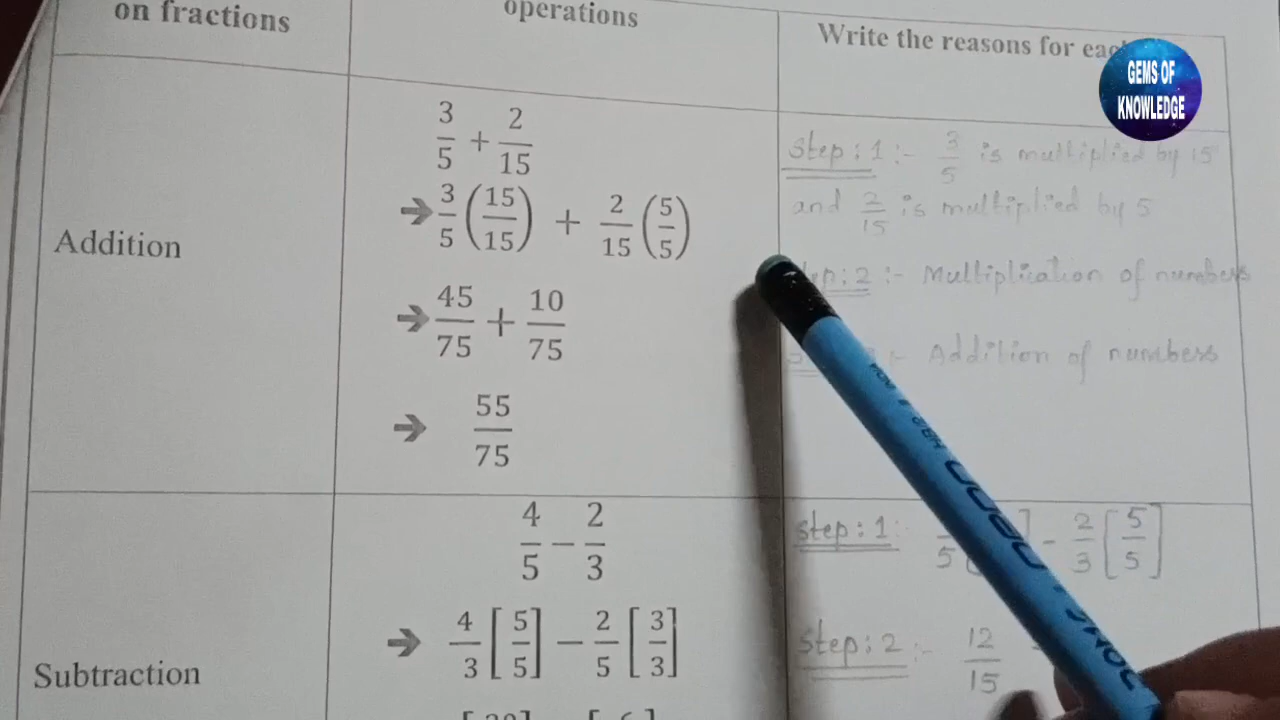 on fractions
operations
Write the reasons for
GEMS OF
KNOWLEDGE
Addition
3/5 + 2/15
➔ 3/5 (15/15) + 2/15 (5/5)
➔ 45/75 + 10/75
➔ 55/75
Step: 1 :- 3/5 is multiplied by 15
and 2/15 is multiplied by 5
:2 :- Multiplication of numbers
:- Addition of numbers
Subtraction
4/5 − 2/3
➔ 4/3 [5/5] − 2/5 [3/3]
step: 1 :- - 2/3 [5/5]
step: 2 :- 12/15
DOMS